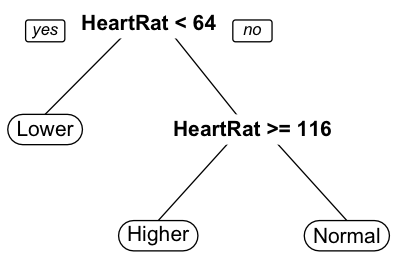 yes HeartRat < 64 no
Lower
HeartRat >= 116
Higher Normal